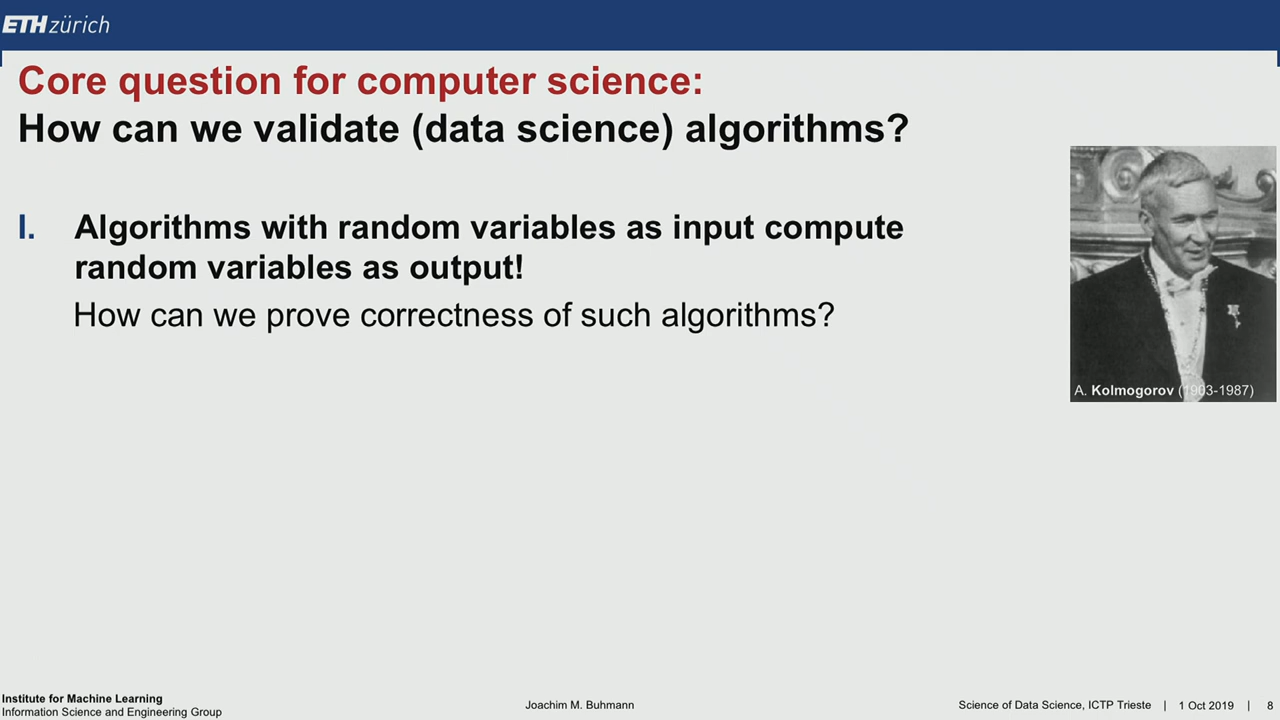 ETH zürich
Core question for computer science:
How can we validate (data science) algorithms?
I. Algorithms with random variables as input compute
random variables as output!
How can we prove correctness of such algorithms?
A. Kolmogorov (1903-1987)
Institute for Machine Learning
Information Science and Engineering Group
Joachim M. Buhmann
Science of Data Science, ICTP Trieste | 1 Oct 2019 | 8